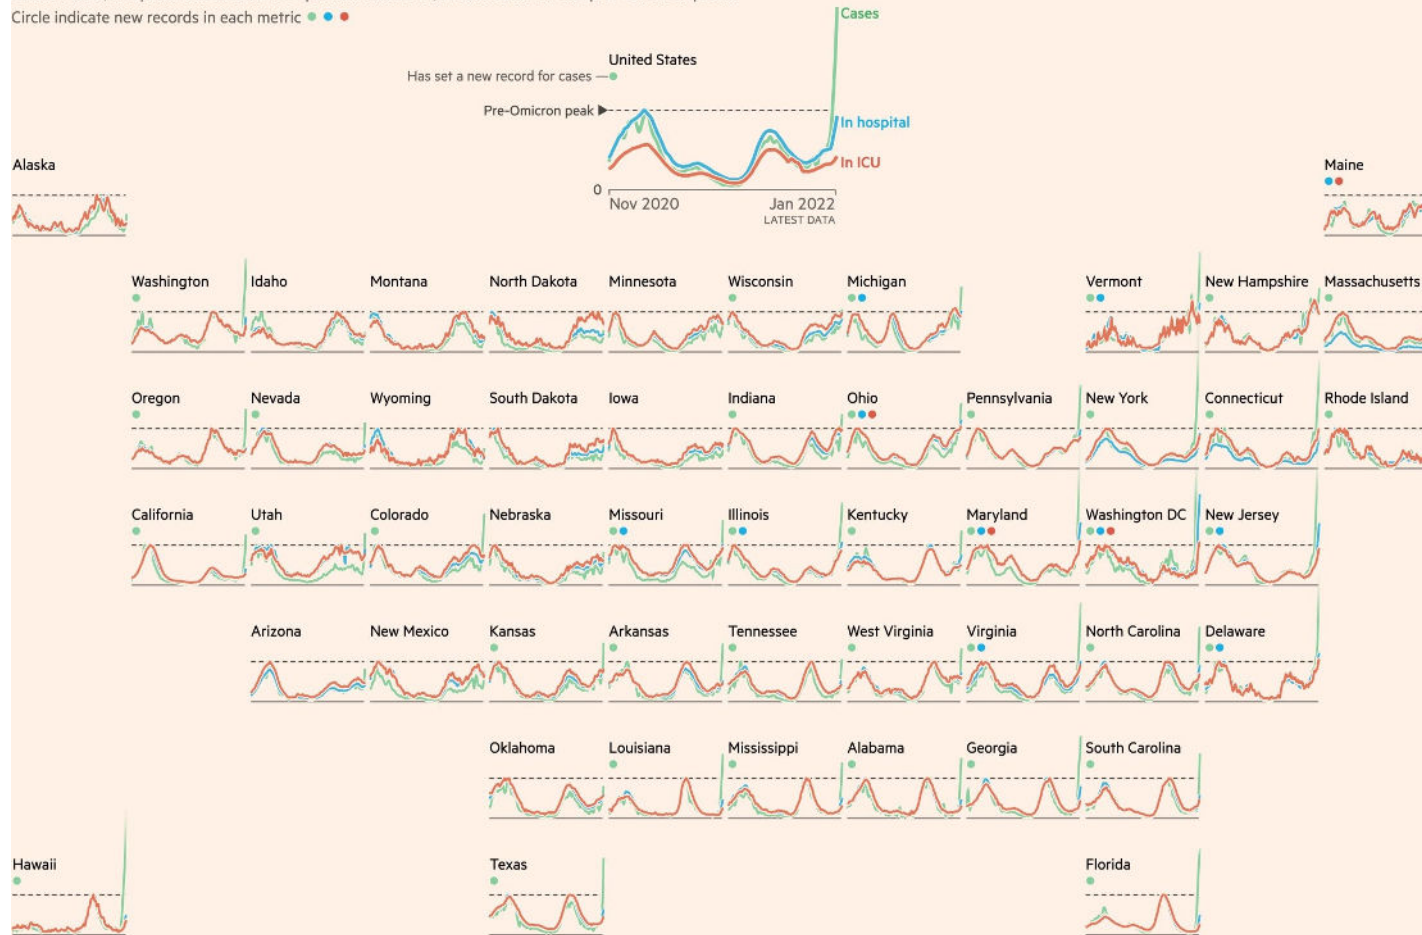 Circle indicate new records in each metric
Cases
United States
Has set a new record for cases
Pre-Omicron peak
In hospital
In ICU
0
Nov 2020
Jan 2022
LATEST DATA
Alaska
Maine
Washington
Idaho
Montana
North Dakota
Minnesota
Wisconsin
Michigan
Vermont
New Hampshire
Massachusetts
Oregon
Nevada
Wyoming
South Dakota
Iowa
Indiana
Ohio
Pennsylvania
New York
Connecticut
Rhode Island
California
Utah
Colorado
Nebraska
Missouri
Illinois
Kentucky
Maryland
Washington DC
New Jersey
Arizona
New Mexico
Kansas
Arkansas
Tennessee
West Virginia
Virginia
North Carolina
Delaware
Oklahoma
Louisiana
Mississippi
Alabama
Georgia
South Carolina
Hawaii
Texas
Florida